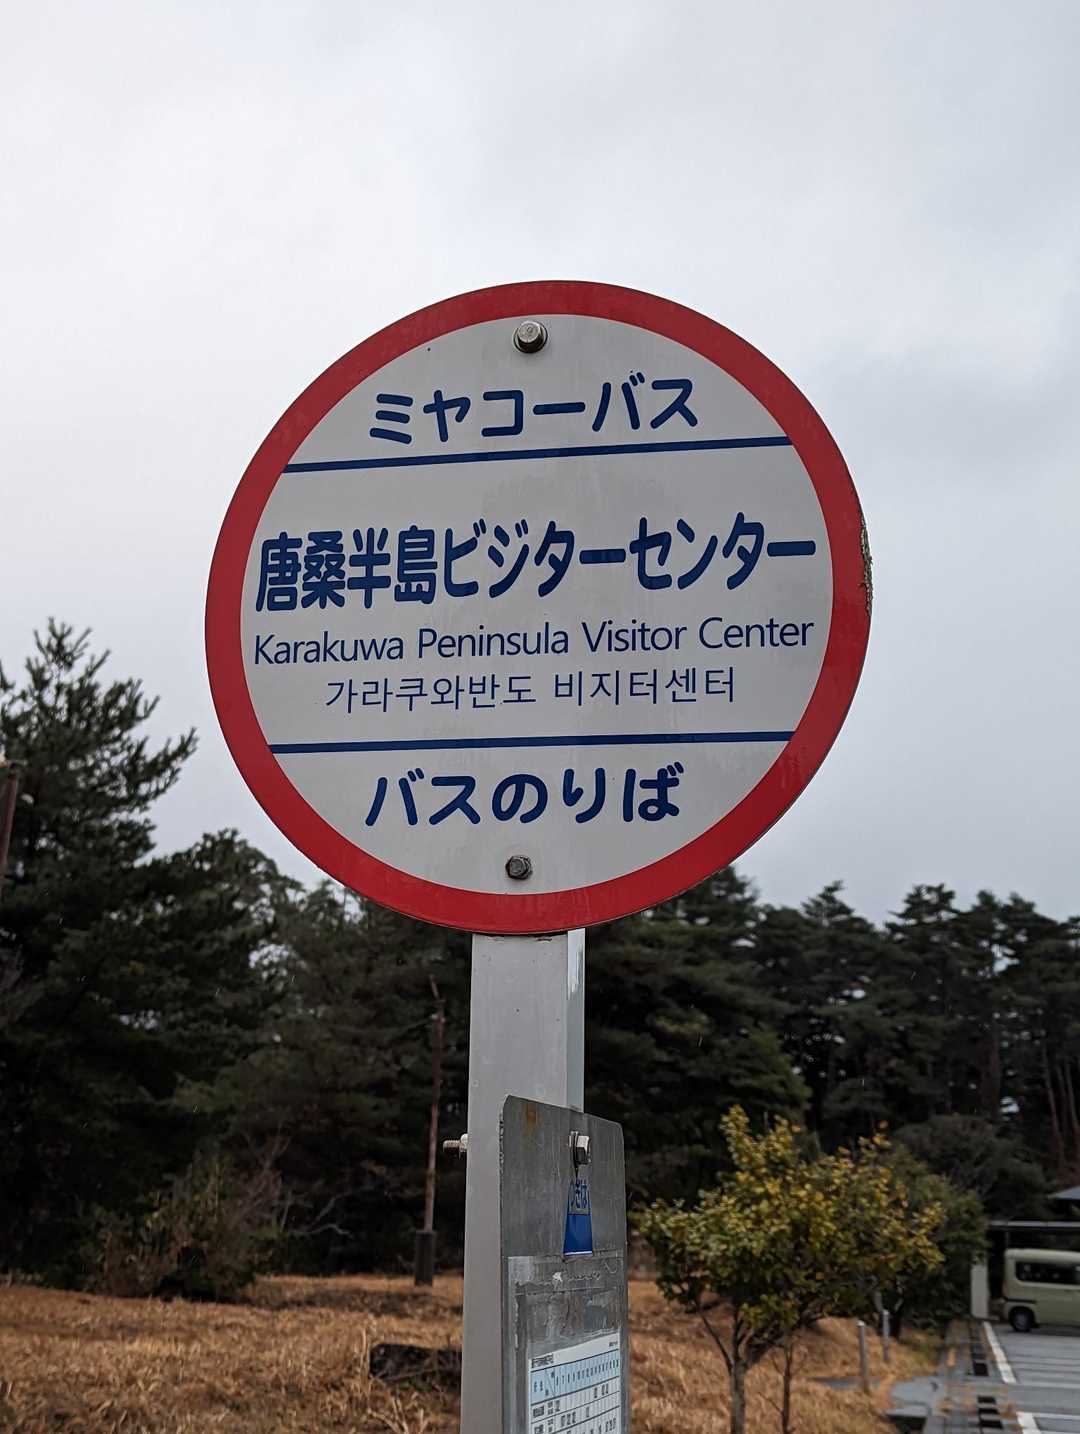 ミヤコーバス
唐桑半島ビジターセンター
Karakuwa Peninsula Visitor Center
가라쿠와반도 비지터센터
バスのりば